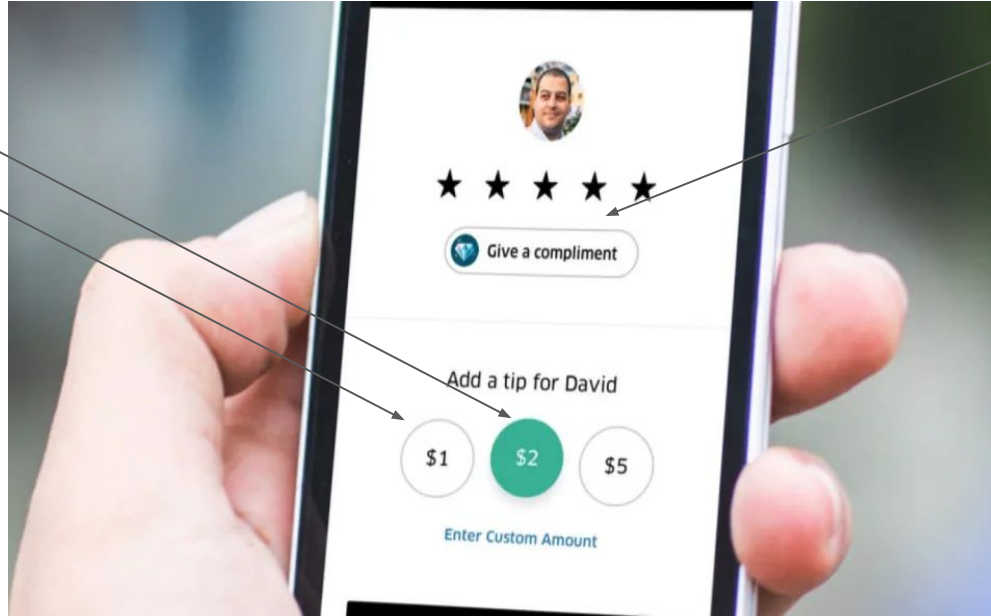 Give a compliment
Add a tip for David
$1 $2 $5
Enter Custom Amount